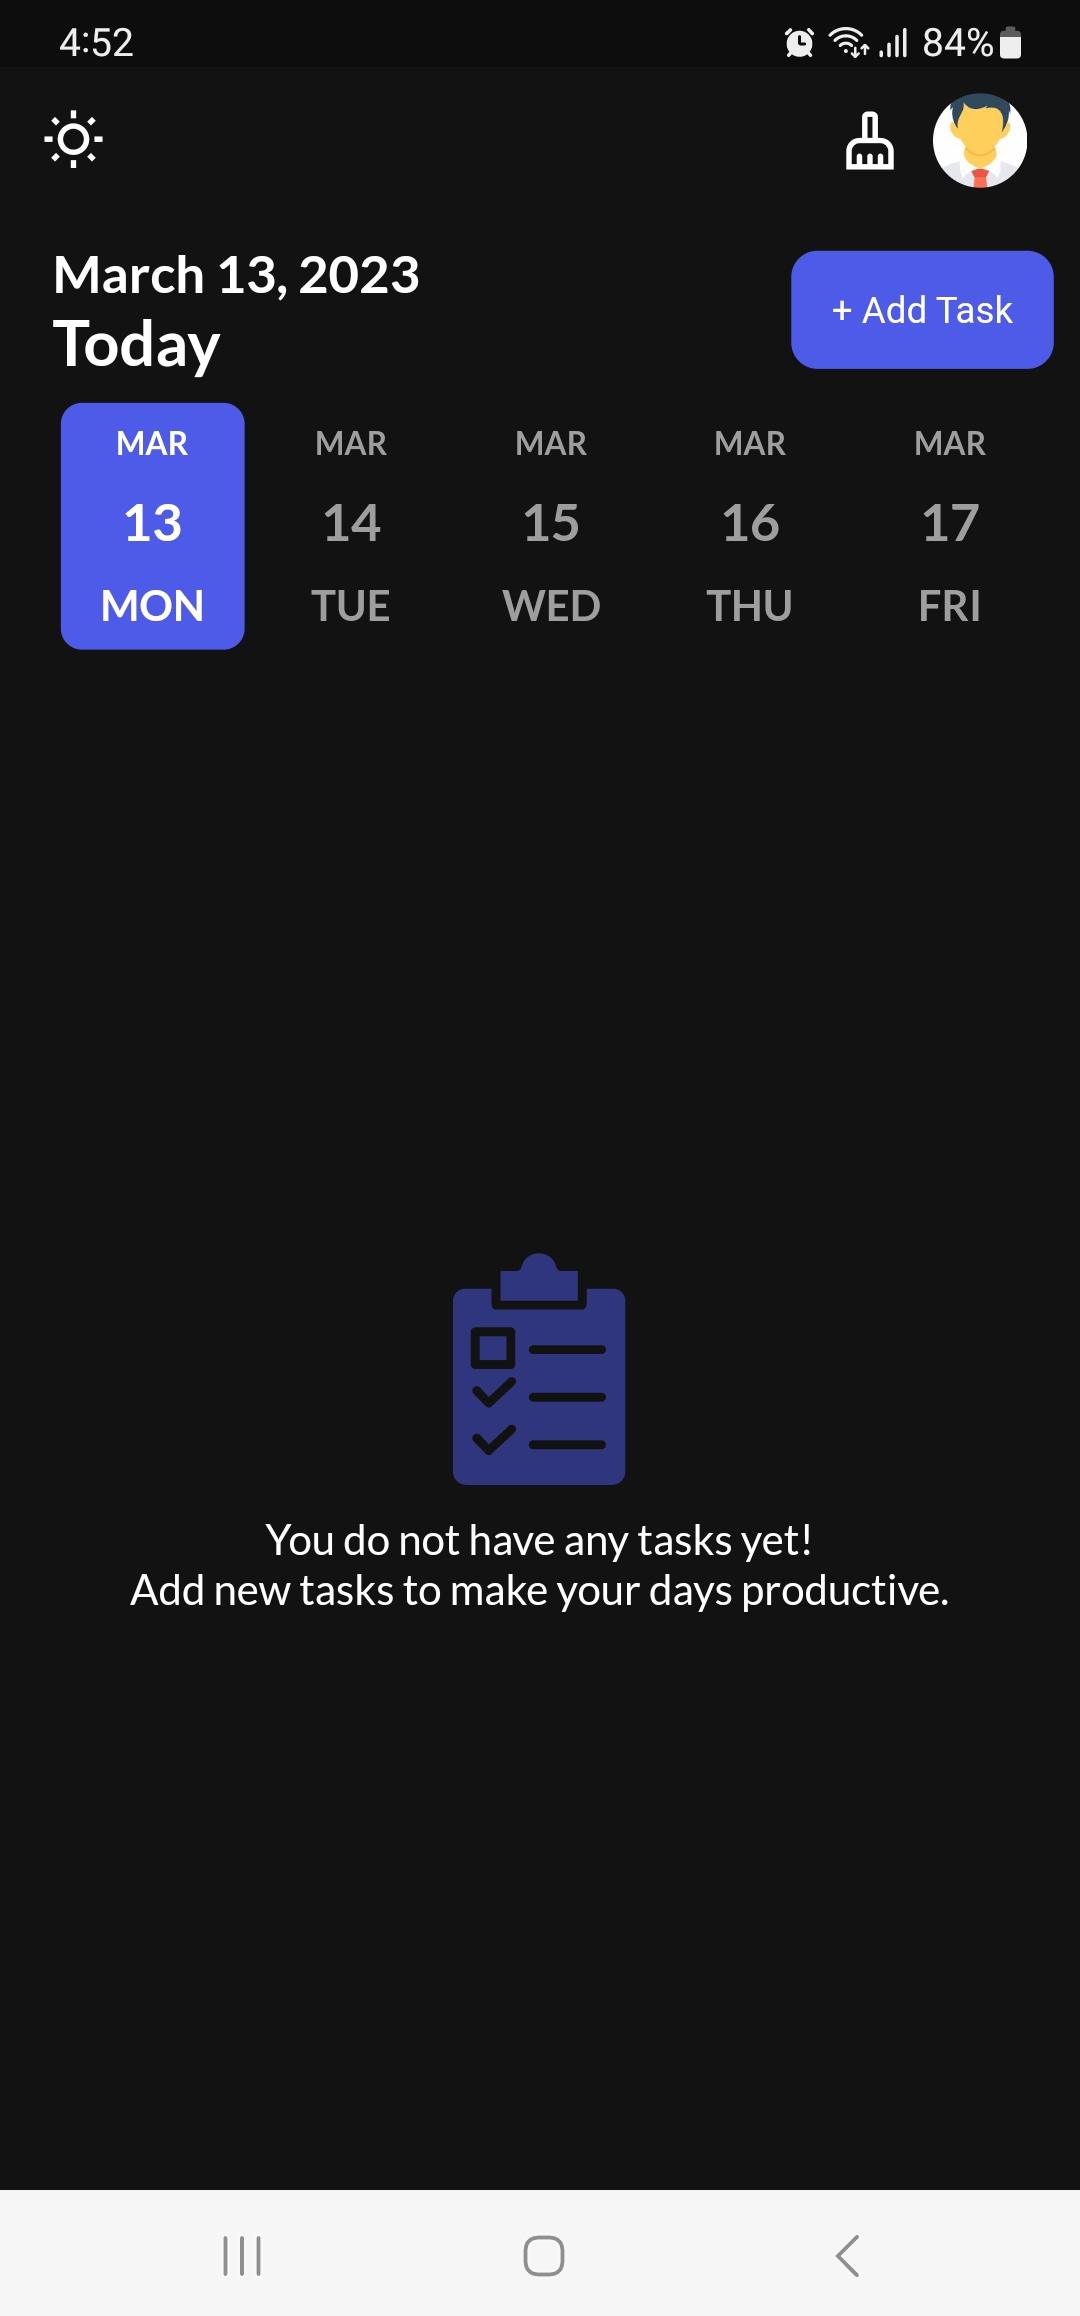 4:52
84%
March 13, 2023
Today
+ Add Task
MAR
13
MON
MAR
14
TUE
MAR
15
WED
MAR
16
THU
MAR
17
FRI
You do not have any tasks yet!
Add new tasks to make your days productive.